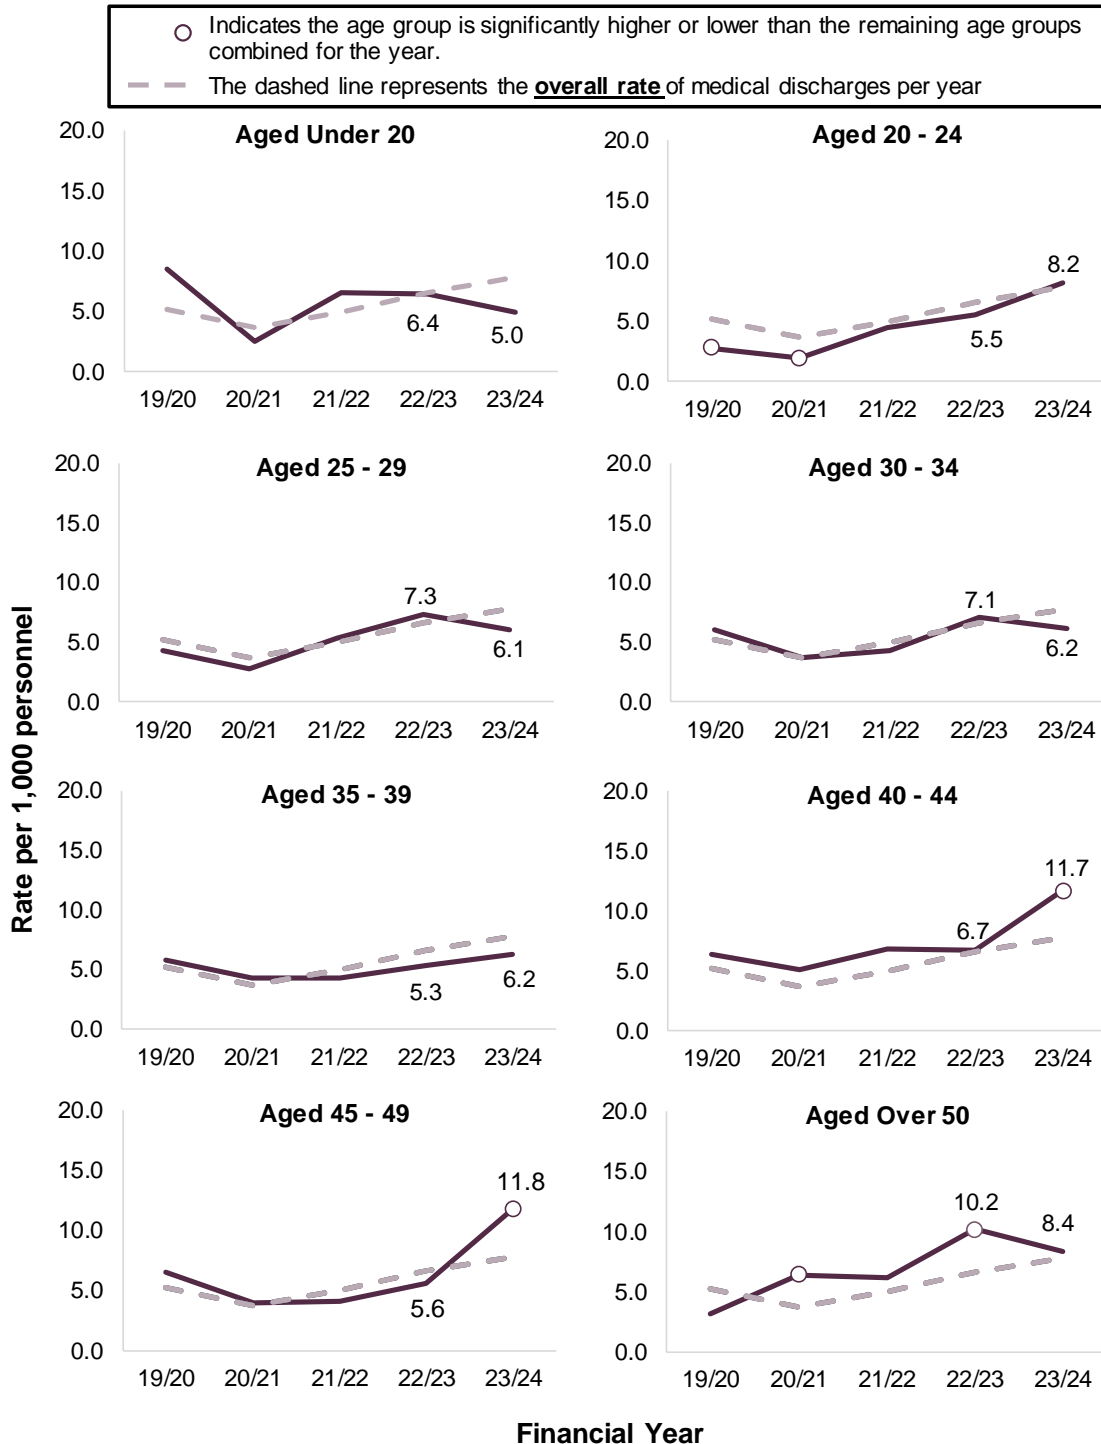 Indicates the age group is significantly higher or lower than the remaining age groups
combined for the year.
The dashed line represents the overall rate of medical discharges per year
Rate per 1,000 personnel
Aged Under 20
20.0
15.0
10.0
5.0
0.0
6.4
5.0
19/20 20/21 21/22 22/23 23/24
Aged 20 - 24
20.0
15.0
10.0
5.0
0.0
8.2
5.5
19/20 20/21 21/22 22/23 23/24
Aged 25 - 29
20.0
15.0
10.0
5.0
0.0
7.3
6.1
19/20 20/21 21/22 22/23 23/24
Aged 30 - 34
20.0
15.0
10.0
5.0
0.0
7.1
6.2
19/20 20/21 21/22 22/23 23/24
Aged 35 - 39
20.0
15.0
10.0
5.0
0.0
5.3
6.2
19/20 20/21 21/22 22/23 23/24
Aged 40 - 44
20.0
15.0
10.0
5.0
0.0
11.7
6.7
19/20 20/21 21/22 22/23 23/24
Aged 45 - 49
20.0
15.0
10.0
5.0
0.0
11.8
5.6
19/20 20/21 21/22 22/23 23/24
Aged Over 50
20.0
15.0
10.0
5.0
0.0
10.2
8.4
19/20 20/21 21/22 22/23 23/24
Financial Year